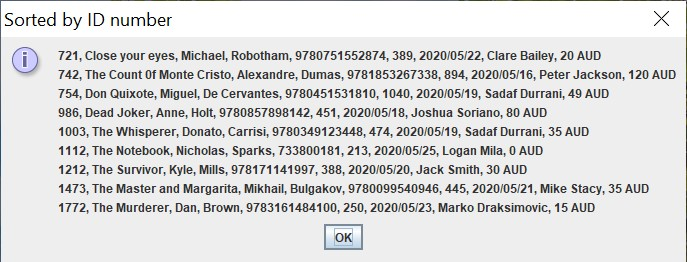 Sorted by ID number
721, Close your eyes, Michael, Robotham, 9780751552874, 389, 2020/05/22, Clare Bailey, 20 AUD
742, The Count 0f Monte Cristo, Alexandre, Dumas, 9781853267338, 894, 2020/05/16, Peter Jackson, 120 AUD
754, Don Quixote, Miguel, De Cervantes, 9780451531810, 1040, 2020/05/19, Sadaf Durrani, 49 AUD
986, Dead Joker, Anne, Holt, 9780857898142, 451, 2020/05/18, Joshua Soriano, 80 AUD
1003, The Whisperer, Donato, Carrisi, 9780349123448, 474, 2020/05/19, Sadaf Durrani, 35 AUD
1112, The Notebook, Nicholas, Sparks, 733800181, 213, 2020/05/25, Logan Mila, 0 AUD
1212, The Survivor, Kyle, Mills, 978171141997, 388, 2020/05/20, Jack Smith, 30 AUD
1473, The Master and Margarita, Mikhail, Bulgakov, 9780099540946, 445, 2020/05/21, Mike Stacy, 35 AUD
1772, The Murderer, Dan, Brown, 9783161484100, 250, 2020/05/23, Marko Draksimovic, 15 AUD
OK